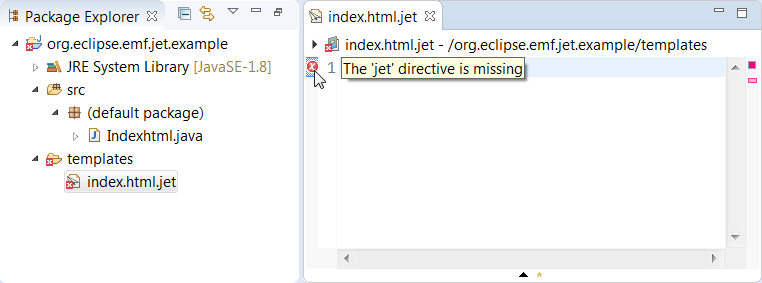 Package Explorer
org.eclipse.emf.jet.example
JRE System Library [JavaSE-1.8]
src
(default package)
Indexhtml.java
templates
index.html.jet
index.html.jet
index.html.jet - /org.eclipse.emf.jet.example/templates
1
The 'jet' directive is missing